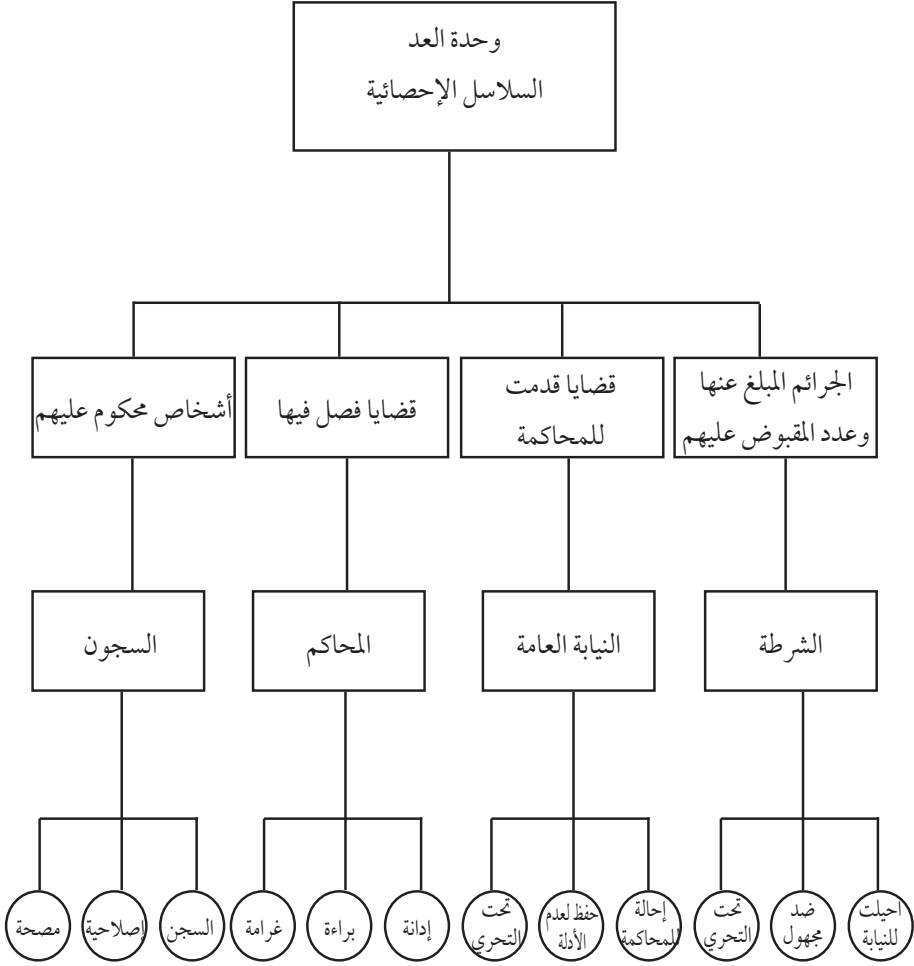 وحدة العد
السلاسل الإحصائية
الجرائم المبلغ عنها
وعدد المقبوض عليهم
قضايا قدمت
للمحاكمة
قضايا فصل فيها
أشخاص محكوم عليهم
الشرطة
النيابة العامة
المحاكم
السجون
احيلت
للنيابة
ضد
مجهول
تحت
التحري
إحالة
للمحاكمة
حفظ لعدم
الأدلة
تحت
التحري
إدانة
براءة
غرامة
السجن
إصلاحية
مصحة